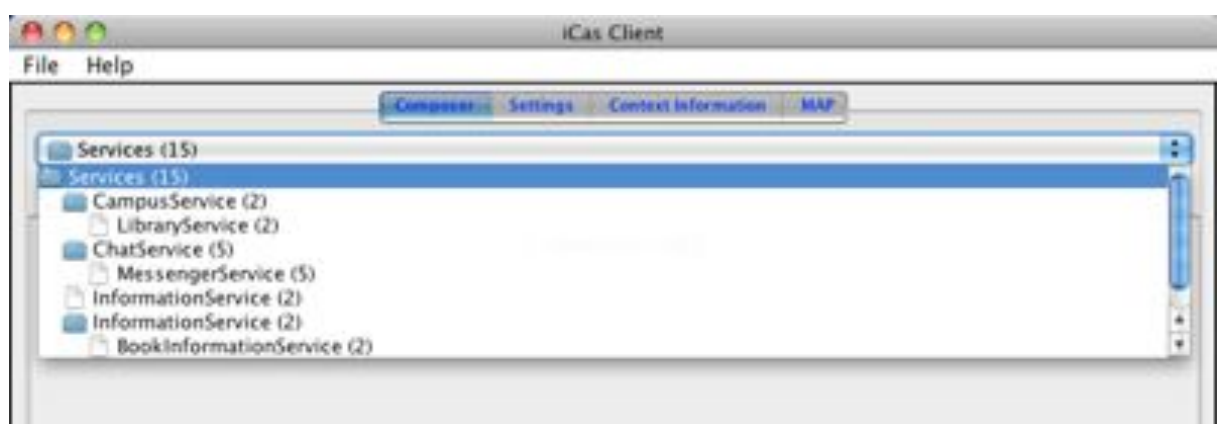 iCas Client
File Help
Composer Settings Context Information MAP
Services (15)
Services (15)
CampusService (2)
LibraryService (2)
ChatService (5)
MessengerService (5)
InformationService (2)
InformationService (2)
BookInformationService (2)